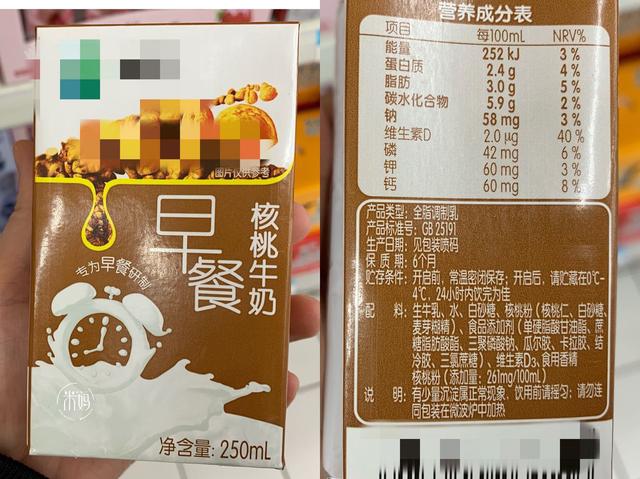 图片仅供参考
早餐
核桃牛奶
专为早餐研制
米妈
净含量: 250mL
营养成分表
项目 每100mL NRV%
能量 252 kJ 3%
蛋白质 2.4 g 4%
脂肪 3.0 g 5%
碳水化合物 5.9 g 2%
钠 58 mg 3%
维生素D 2.0 μg 40%
磷 42 mg 6%
钾 60 mg 3%
钙 60 mg 8%
产品类型: 全脂调制乳
产品标准号: GB 25191
生产日期: 见包装喷码
保质期: 6个月
贮存条件: 开启前, 常温密闭保存; 开启后, 请贮藏在0℃-
4℃, 24小时内饮完为佳
配料: 生牛乳、水、白砂糖、核桃粉 (核桃仁、白砂糖、
麦芽糊精)、食品添加剂 (单硬脂酸甘油酯、蔗
糖脂肪酸酯、三聚磷酸钠、瓜尔胶、卡拉胶、结
冷胶、三氯蔗糖)、维生素D₃、食用香精
核桃粉 (添加量: 261mg/100mL)
说明: 有少量沉淀属正常现象, 饮用前请摇匀; 请勿连
同包装在微波炉中加热